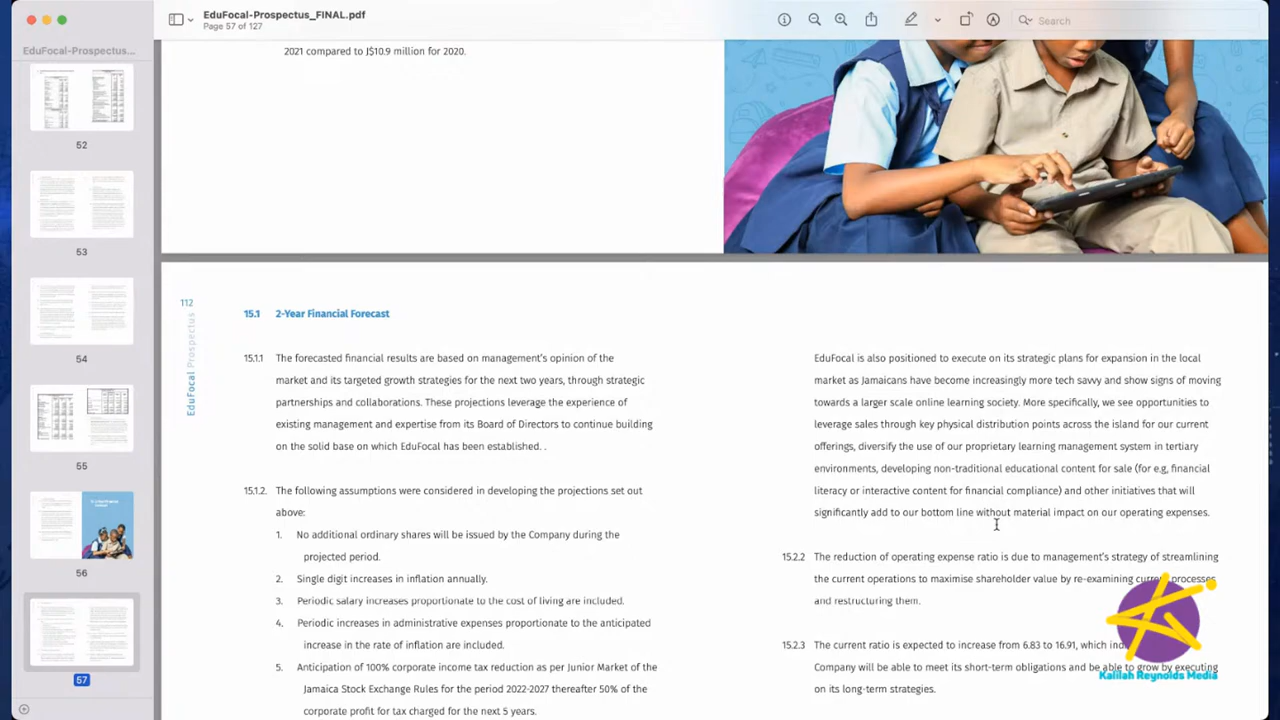 EduFocal-Prospectus_FINAL.pdf
Page 57 of 127
Search
EduFocal-Prospectus...
52
53
54
55
56
57
2021 compared to J$10.9 million for 2020.
112
EduFocal Prospectus
15.1 2-Year Financial Forecast
15.1.1 The forecasted financial results are based on management's opinion of the
market and its targeted growth strategies for the next two years, through strategic
partnerships and collaborations. These projections leverage the experience of
existing management and expertise from its Board of Directors to continue building
on the solid base on which EduFocal has been established. .
15.1.2. The following assumptions were considered in developing the projections set out
above:
1. No additional ordinary shares will be issued by the Company during the
projected period.
2. Single digit increases in inflation annually.
3. Periodic salary increases proportionate to the cost of living are included.
4. Periodic increases in administrative expenses proportionate to the anticipated
increase in the rate of inflation are included.
5. Anticipation of 100% corporate income tax reduction as per Junior Market of the
Jamaica Stock Exchange Rules for the period 2022-2027 thereafter 50% of the
corporate profit for tax charged for the next 5 years.
EduFocal is also positioned to execute on its strategic plans for expansion in the local
market as Jamaicans have become increasingly more tech savvy and show signs of moving
towards a larger scale online learning society. More specifically, we see opportunities to
leverage sales through key physical distribution points across the island for our current
offerings, diversify the use of our proprietary learning management system in tertiary
environments, developing non-traditional educational content for sale (for e.g, financial
literacy or interactive content for financial compliance) and other initiatives that will
significantly add to our bottom line without material impact on our operating expenses.
15.2.2 The reduction of operating expense ratio is due to management's strategy of streamlining
the current operations to maximise shareholder value by re-examining processes
and restructuring them.
15.2.3 The current ratio is expected to increase from 6.83 to 16.91, which
Company will be able to meet its short-term obligations and be able to grow by executing
on its long-term strategies.
Kalilah Reynolds Media